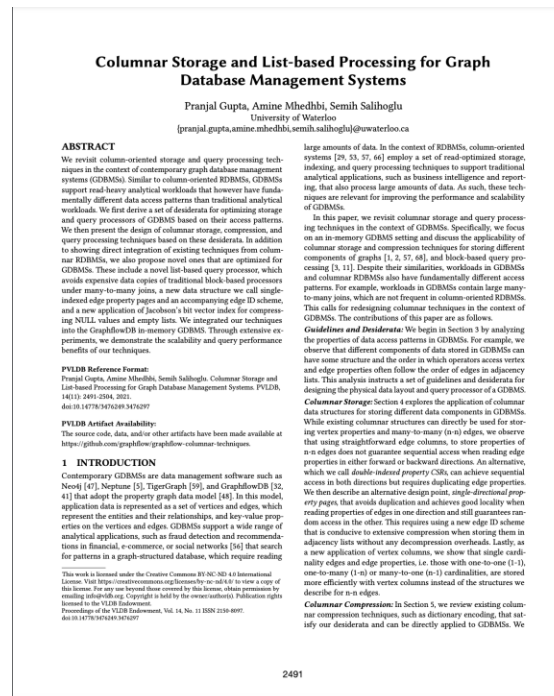 Columnar Storage and List-based Processing for Graph
Database Management Systems
Pranjal Gupta, Amine Mhedhbi, Semih Salihoglu
University of Waterloo
{pranjal.gupta,amine.mhedhbi,semih.salihoglu}@uwaterloo.ca
ABSTRACT
We revisit column-oriented storage and query processing tech-
niques in the context of contemporary graph database management
systems (GDBMSs). Similar to column-oriented RDBMSs, GDBMSs
support read-heavy analytical workloads that however have funda-
mentally different data access patterns than traditional analytical
workloads. We first derive a set of desiderata for optimizing storage
and query processors of GDBMS based on their access patterns.
We then present the design of columnar storage, compression, and
query processing techniques based on these desiderata. In addition
to showing direct integration of existing techniques from colum-
nar RDBMSs, we also propose novel ones that are optimized for
GDBMSs. These include a novel list-based query processor, which
avoids expensive data copies of traditional block-based processors
under many-to-many joins, a new data structure we call single-
indexed edge property pages and an accompanying edge ID scheme,
and a new application of Jacobson's bit vector index for compress-
ing NULL values and empty lists. We integrated our techniques
into the GraphflowDB in-memory GDBMS. Through extensive ex-
periments, we demonstrate the scalability and query performance
benefits of our techniques.
PVLDB Reference Format:
Pranjal Gupta, Amine Mhedhbi, Semih Salihoglu. Columnar Storage and
List-based Processing for Graph Database Management Systems. PVLDB,
14(11): 2491-2504, 2021.
doi:10.14778/3476249.3476297
PVLDB Artifact Availability:
The source code, data, and/or other artifacts have been made available at
https://github.com/graphflow/graphflow-columnar-techniques.
1 INTRODUCTION
Contemporary GDBMSs are data management software such as
Neo4j [47], Neptune [5], TigerGraph [59], and GraphflowDB [32,
41] that adopt the property graph data model [48]. In this model,
application data is represented as a set of vertices and edges, which
represent the entities and their relationships, and key-value prop-
erties on the vertices and edges. GDBMSs support a wide range of
analytical applications, such as fraud detection and recommenda-
tions in financial, e-commerce, or social networks [56] that search
for patterns in a graph-structured database, which require reading
This work is licensed under the Creative Commons BY-NC-ND 4.0 International
License. Visit https://creativecommons.org/licenses/by-nc-nd/4.0/ to view a copy of
this license. For any use beyond those covered by this license, obtain permission by
emailing info@vldb.org. Copyright is held by the owner/author(s). Publication rights
licensed to the VLDB Endowment.
Proceedings of the VLDB Endowment, Vol. 14, No. 11 ISSN 2150-8097.
doi:10.14778/3476249.3476297
large amounts of data. In the context of RDBMSs, column-oriented
systems [29, 53, 57, 66] employ a set of read-optimized storage,
indexing, and query processing techniques to support traditional
analytical applications, such as business intelligence and report-
ing, that also process large amounts of data. As such, these tech-
niques are relevant for improving the performance and scalability
of GDBMSs.
In this paper, we revisit columnar storage and query process-
ing techniques in the context of GDBMSs. Specifically, we focus
on an in-memory GDBMS setting and discuss the applicability of
columnar storage and compression techniques for storing different
components of graphs [1, 2, 57, 68], and block-based query pro-
cessing [3, 11]. Despite their similarities, workloads in GDBMSs
and columnar RDBMSs also have fundamentally different access
patterns. For example, workloads in GDBMSs contain large many-
to-many joins, which are not frequent in column-oriented RDBMSs.
This calls for redesigning columnar techniques in the context of
GDBMSs. The contributions of this paper are as follows.
Guidelines and Desiderata: We begin in Section 3 by analyzing
the properties of data access patterns in GDBMSs. For example, we
observe that different components of data stored in GDBMSs can
have some structure and the order in which operators access vertex
and edge properties often follow the order of edges in adjacency
lists. This analysis instructs a set of guidelines and desiderata for
designing the physical data layout and query processor of a GDBMS.
Columnar Storage: Section 4 explores the application of columnar
data structures for storing different data components in GDBMSs.
While existing columnar structures can directly be used for stor-
ing vertex properties and many-to-many (n-n) edges, we observe
that using straightforward edge columns, to store properties of
n-n edges does not guarantee sequential access when reading edge
properties in either forward or backward directions. An alternative,
which we call double-indexed property CSRs, can achieve sequential
access in both directions but requires duplicating edge properties.
We then describe an alternative design point, single-directional prop-
erty pages, that avoids duplication and achieves good locality when
reading properties of edges in one direction and still guarantees ran-
dom access in the other. This requires using a new edge ID scheme
that is conducive to extensive compression when storing them in
adjacency lists without any decompression overheads. Lastly, as
a new application of vertex columns, we show that single cardi-
nality edges and edge properties, i.e. those with one-to-one (1-1),
one-to-many (1-n) or many-to-one (n-1) cardinalities, are stored
more efficiently with vertex columns instead of the structures we
describe for n-n edges.
Columnar Compression: In Section 5, we review existing colum-
nar compression techniques, such as dictionary encoding, that sat-
isfy our desiderata and can be directly applied to GDBMSs. We
2491